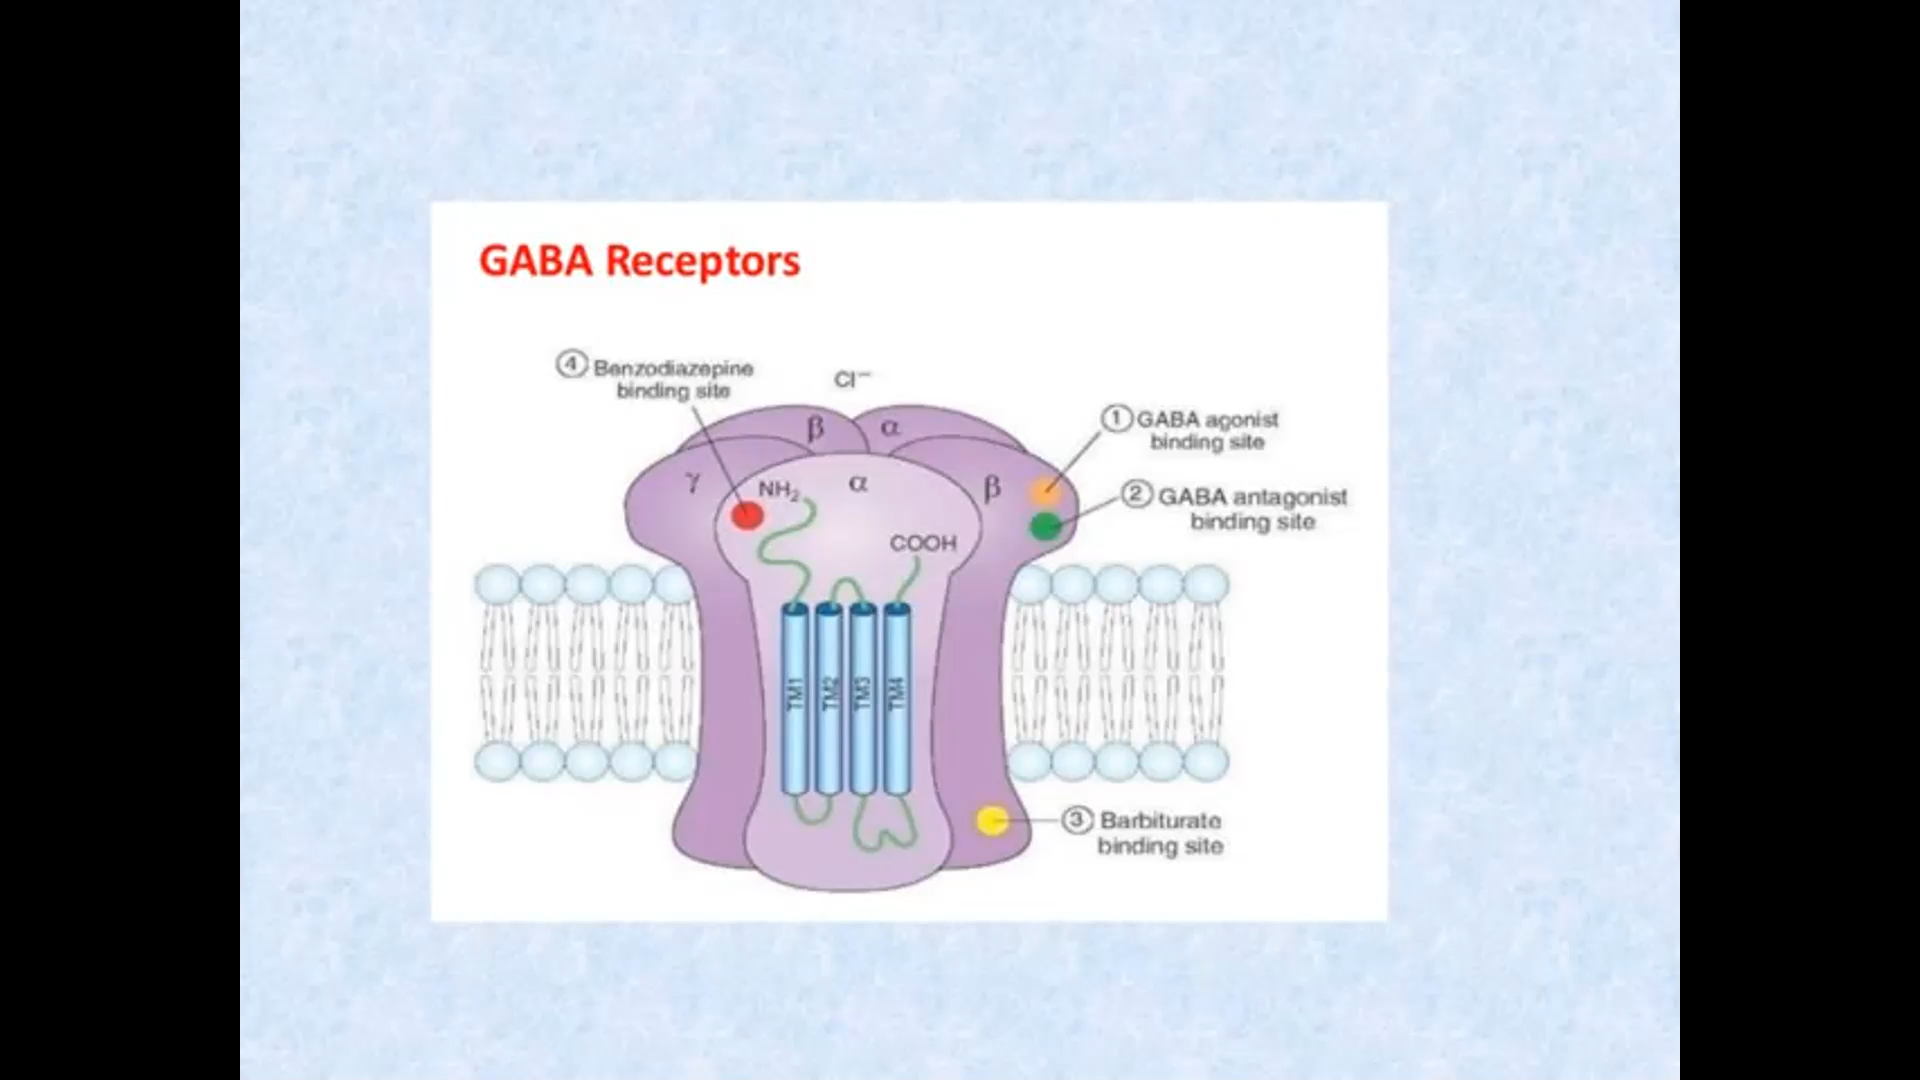 GABA Receptors
④ Benzodiazepine
binding site
Cl⁻
① GABA agonist
binding site
② GABA antagonist
binding site
β
α
γ
NH₂
α
β
COOH
TM1
TM2
TM3
TM4
③ Barbiturate
binding site